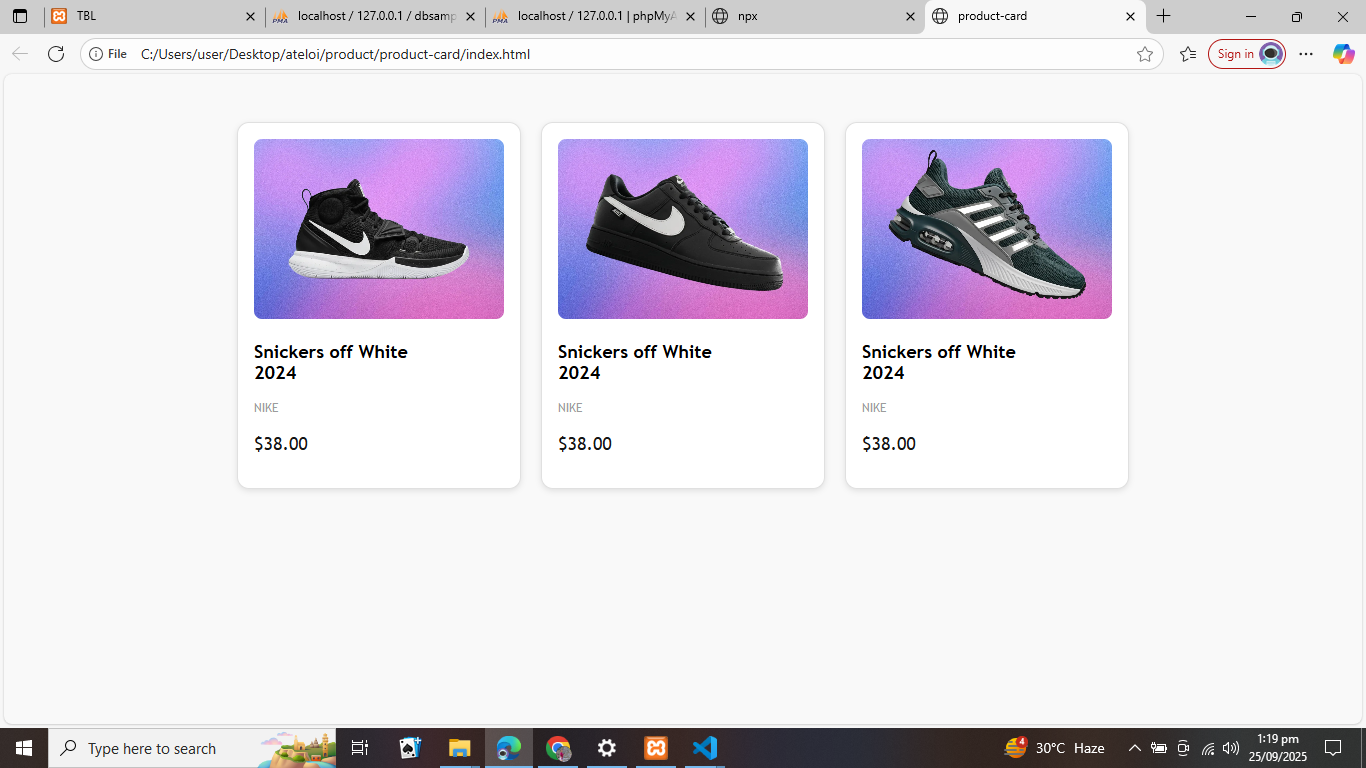 TBL
localhost / 127.0.0.1 / dbsamp
localhost / 127.0.0.1 | phpMyA
npx
product-card
File
C:/Users/user/Desktop/ateloi/product/product-card/index.html
Sign in
Snickers off White
2024
NIKE
$38.00
Snickers off White
2024
NIKE
$38.00
Snickers off White
2024
NIKE
$38.00
Type here to search
4
30°C Haze
1:19 pm
25/09/2025